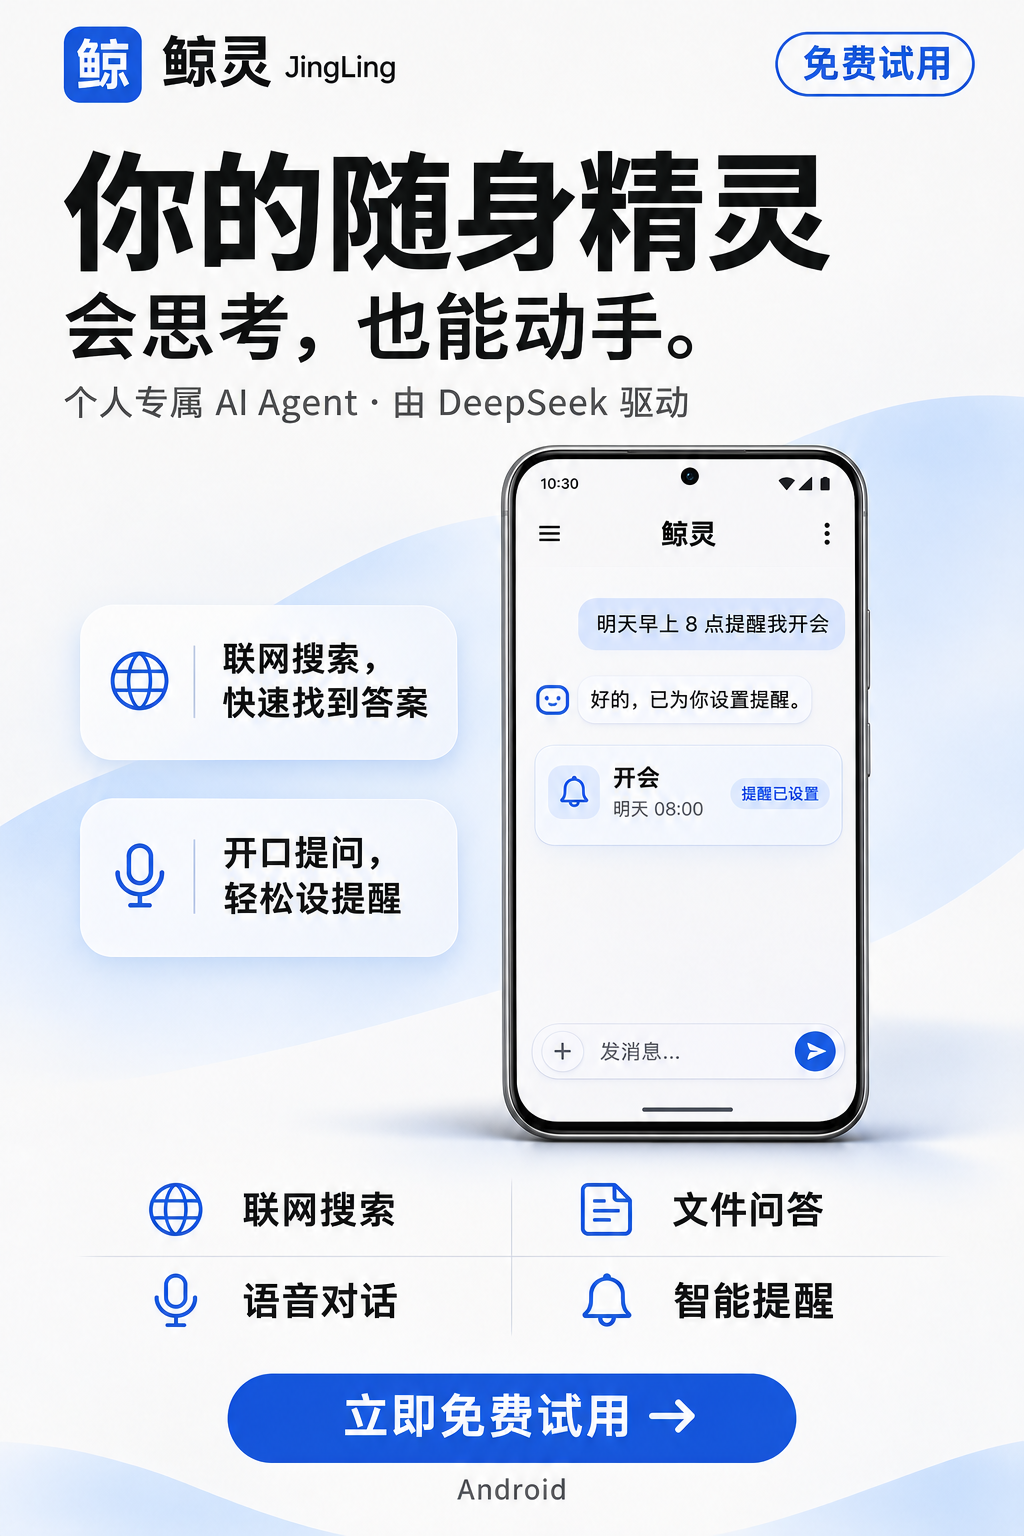 鲸 鲸灵 JingLing
免费试用
你的随身精灵
会思考，也能动手。
个人专属 AI Agent · 由 DeepSeek 驱动
10:30
鲸灵
明天早上 8 点提醒我开会
好的，已为你设置提醒。
开会
明天 08:00
提醒已设置
发消息...
联网搜索，
快速找到答案
开口提问，
轻松设提醒
联网搜索
文件问答
语音对话
智能提醒
立即免费试用 →
Android